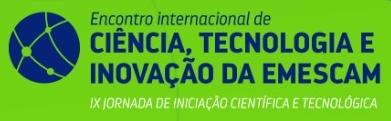 Encontro internacional de
CIÊNCIA, TECNOLOGIA E
INOVAÇÃO DA EMESCAM
IX JORNADA DE INICIAÇÃO CIENTÍFICA E TECNOLÓGICA